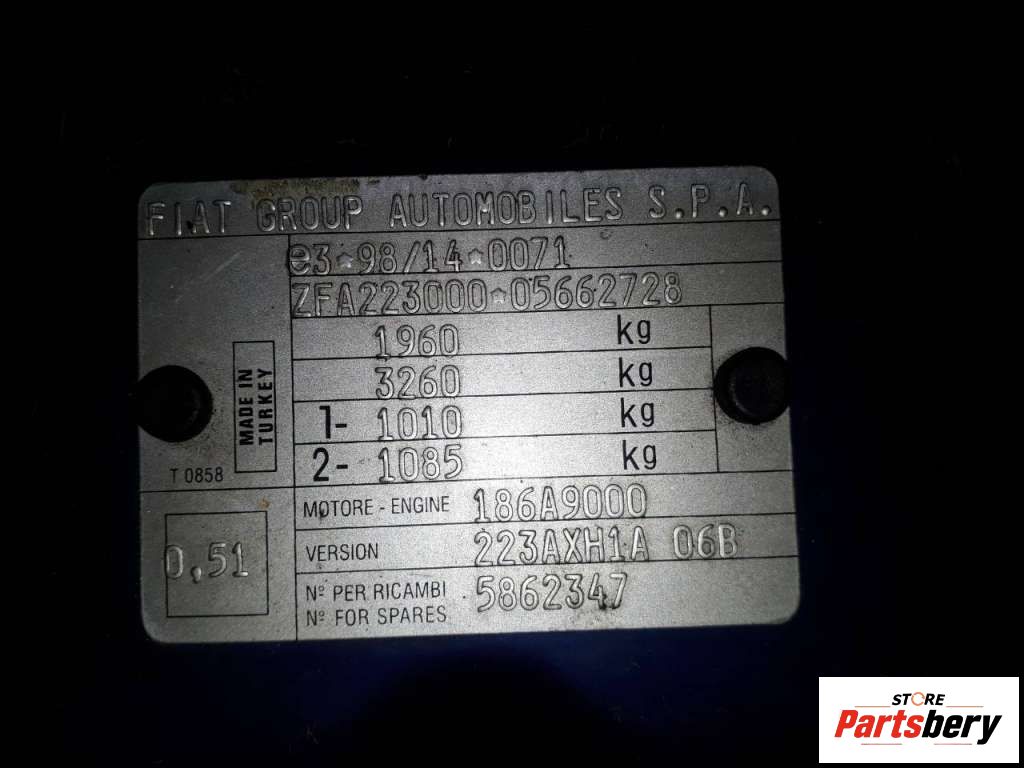 FIAT GROUP AUTOMOBILES S.P.A.
e3*98/14*0071
ZFA223000*05662728
1960 kg
3260 kg
1- 1010 kg
2- 1085 kg
MADE IN
TURKEY
T 0858
MOTORE - ENGINE 186A9000
VERSION 223AXH1A 06B
0,51
Nº PER RICAMBI 5862347
Nº FOR SPARES
STORE
Partsbery